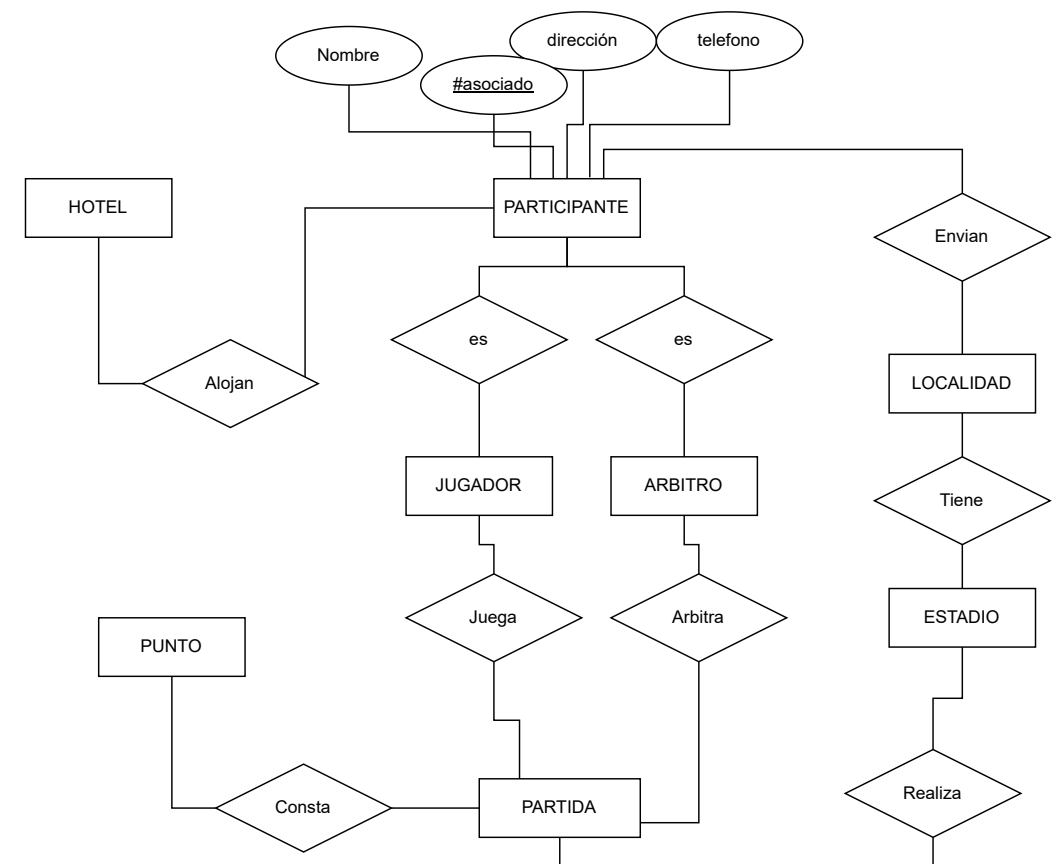 dirección
telefono
Nombre
#asociado
HOTEL
PARTICIPANTE
Envian
es
es
Alojan
LOCALIDAD
JUGADOR
ARBITRO
Tiene
Juega
Arbitra
ESTADIO
PUNTO
Consta
PARTIDA
Realiza